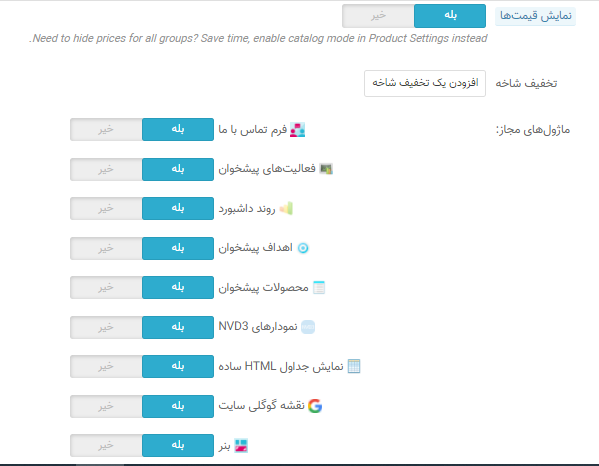 نمایش قیمت‌ها بله خیر
Need to hide prices for all groups? Save time, enable catalog mode in Product Settings instead.
تخفیف شاخه افزودن یک تخفیف شاخه
ماژول‌های مجاز: فرم تماس با ما بله خیر
فعالیت‌های پیشخوان بله خیر
روند داشبورد بله خیر
اهداف پیشخوان بله خیر
محصولات پیشخوان بله خیر
نمودارهای NVD3 بله خیر
نمایش جداول HTML ساده بله خیر
نقشه گوگلی سایت بله خیر
بنر بله خیر